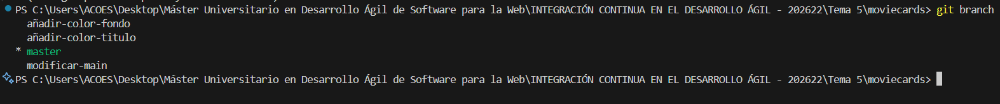 PS C:\Users\ACOES\Desktop\Máster Universitario en Desarrollo Ágil de Software para la Web\INTEGRACIÓN CONTINUA EN EL DESARROLLO ÁGIL - 202622\Tema 5\moviecards> git branch
añadir-color-fondo
añadir-color-titulo
* master
modificar-main
PS C:\Users\ACOES\Desktop\Máster Universitario en Desarrollo Ágil de Software para la Web\INTEGRACIÓN CONTINUA EN EL DESARROLLO ÁGIL - 202622\Tema 5\moviecards>